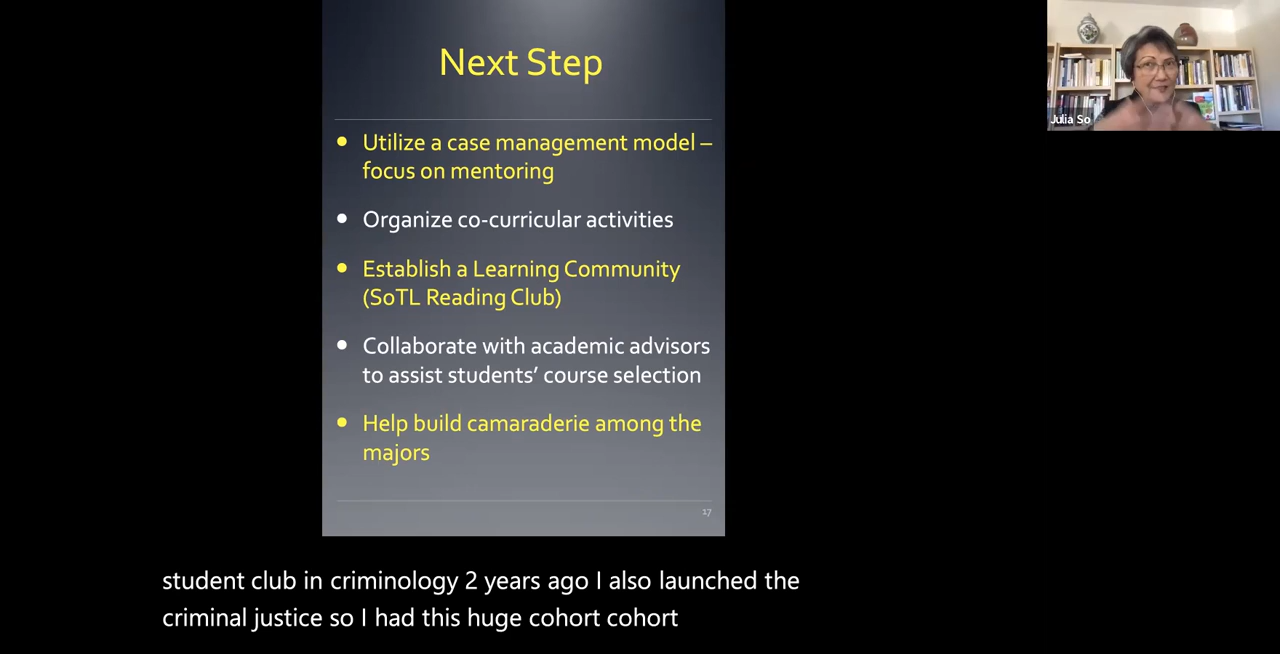 Next Step
Julia So
• Utilize a case management model –
focus on mentoring
• Organize co-curricular activities
• Establish a Learning Community
(SoTL Reading Club)
• Collaborate with academic advisors
to assist students’ course selection
• Help build camaraderie among the
majors
17
student club in criminology 2 years ago I also launched the
criminal justice so I had this huge cohort cohort